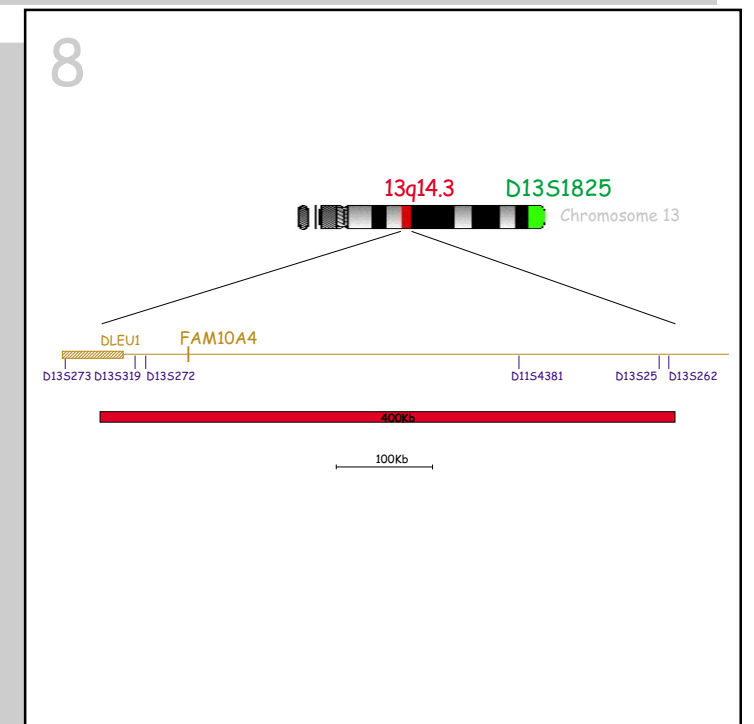 8
13q14.3 D13S1825
Chromosome 13
DLEU1 FAM10A4
D13S273 D13S319 D13S272 D11S4381 D13S25 D13S262
400Kb
100Kb